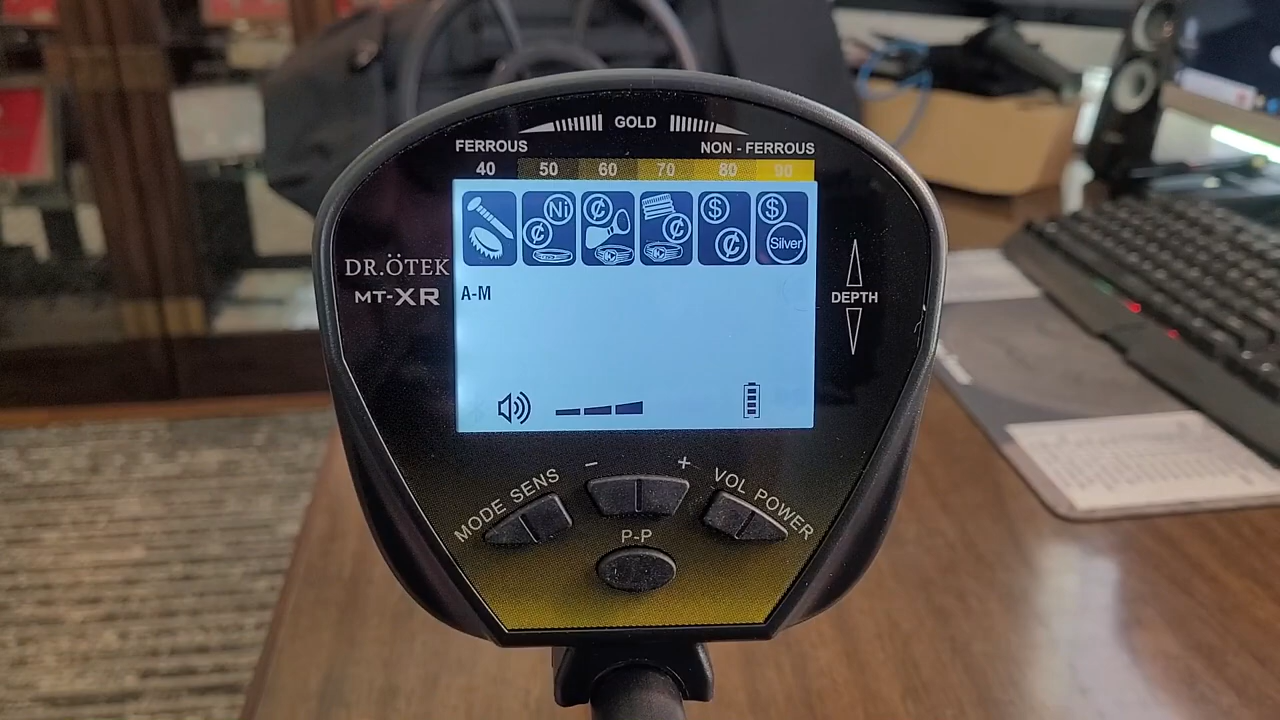 GOLD
FERROUS NON - FERROUS
40 50 60 70 80 90
Ni ¢ $ $
¢ ¢ ¢ Silver
DR.ÖTEK
MT-XR
A-M
DEPTH
- +
MODE SENS VOL POWER
P-P